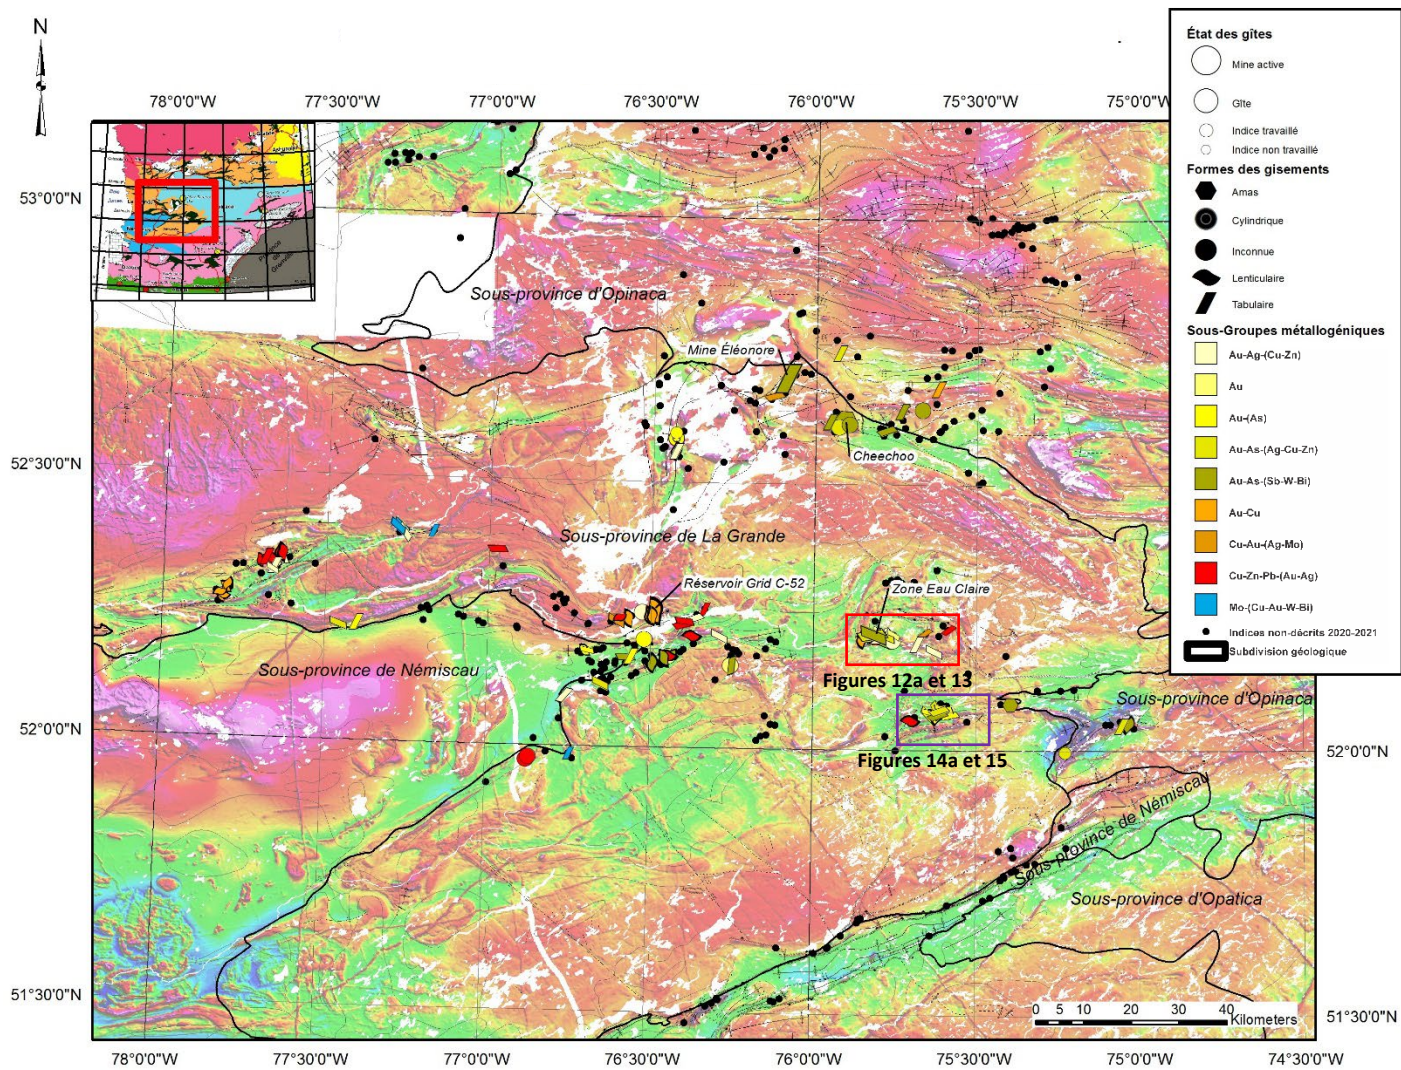 N
78°0'0"W 77°30'0"W 77°0'0"W 76°30'0"W 76°0'0"W 75°30'0"W 75°0'0"W
53°0'0"N
52°30'0"N
52°0'0"N
51°30'0"N
Sous-province d'Opinaca
Mine Éléonore
Cheechoo
Sous-province de La Grande
Réservoir Grid C-52
Zone Eau Claire
Sous-province de Némiscau
Figures 12a et 13
Sous-province d'Opinaca
Figures 14a et 15
Sous-province de Némiscau
Sous-province d'Opatica
0 5 10 20 30 40
Kilometers
52°0'0"N
51°30'0"N
78°0'0"W 77°30'0"W 77°0'0"W 76°30'0"W 76°0'0"W 75°30'0"W 75°0'0"W 74°30'0"W
État des gîtes
Mine active
Gîte
Indice travaillé
Indice non travaillé
Formes des gisements
Amas
Cylindrique
Inconnue
Lenticulaire
Tabulaire
Sous-Groupes métallogéniques
Au-Ag-(Cu-Zn)
Au
Au-(As)
Au-As-(Ag-Cu-Zn)
Au-As-(Sb-W-Bi)
Au-Cu
Cu-Au-(Ag-Mo)
Cu-Zn-Pb-(Au-Ag)
Mo-(Cu-Au-W-Bi)
Indices non-décrits 2020-2021
Subdivision géologique